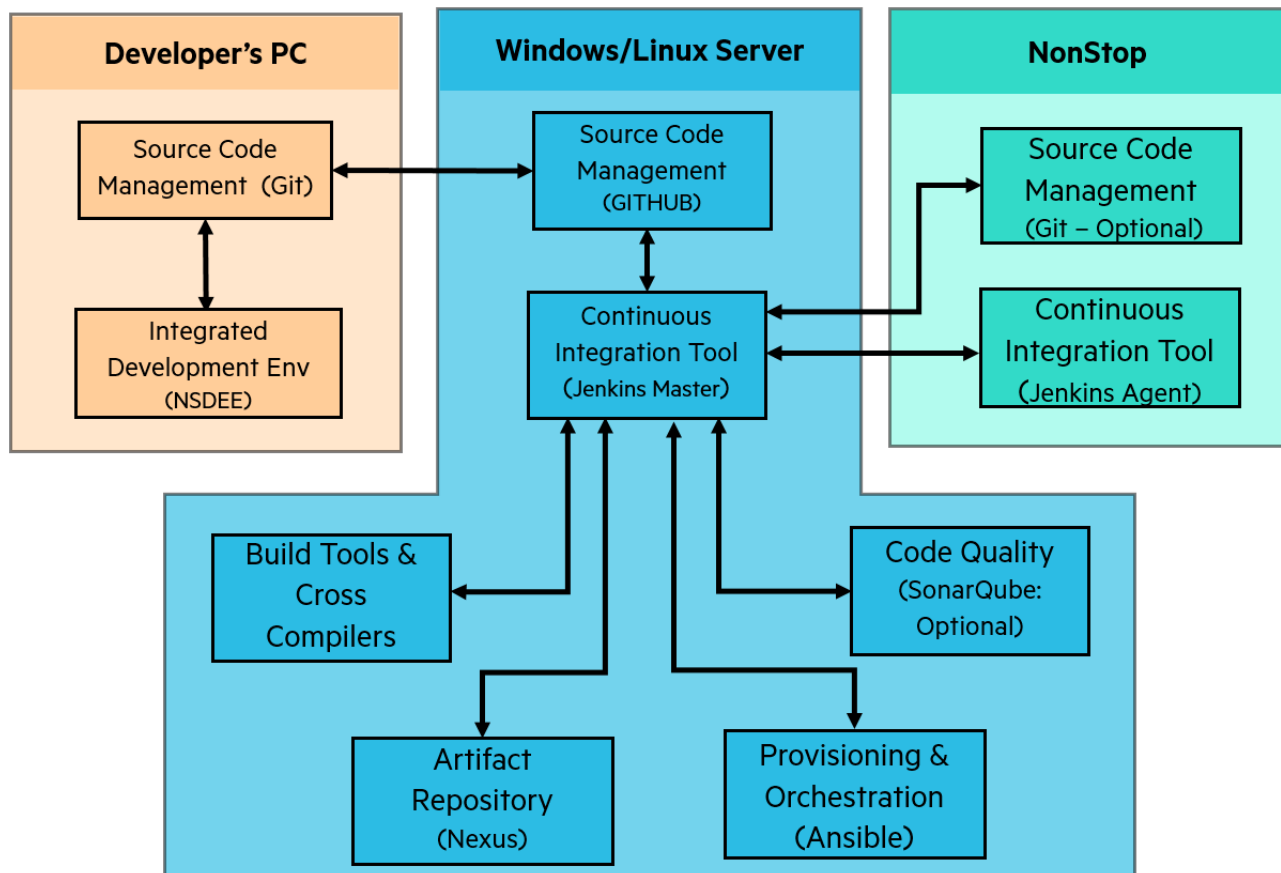 Developer's PC
Source Code
Management (Git)
Integrated
Development Env
(NSDEE)
Windows/Linux Server
Source Code
Management
(GITHUB)
Continuous
Integration Tool
(Jenkins Master)
NonStop
Source Code
Management
(Git – Optional)
Continuous
Integration Tool
(Jenkins Agent)
Build Tools &
Cross
Compilers
Code Quality
(SonarQube:
Optional)
Artifact
Repository
(Nexus)
Provisioning &
Orchestration
(Ansible)